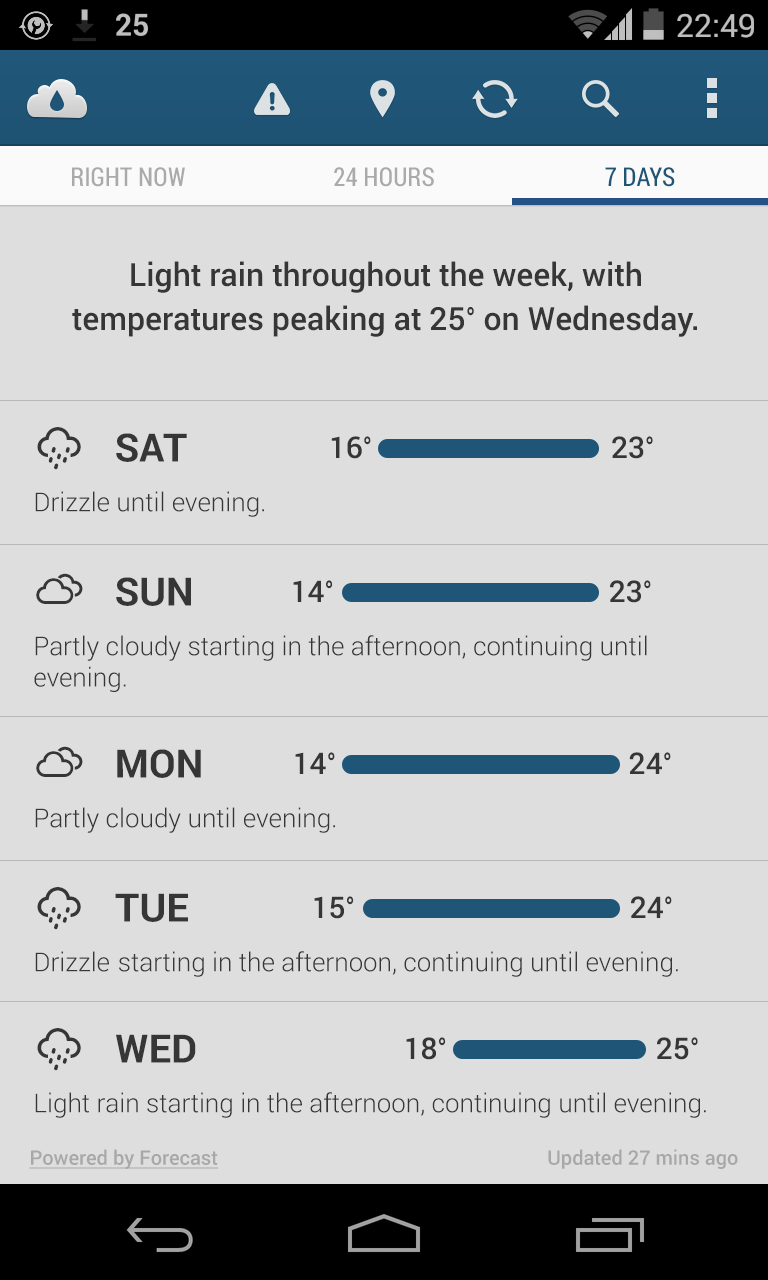 25 22:49
RIGHT NOW 24 HOURS 7 DAYS
Light rain throughout the week, with
temperatures peaking at 25° on Wednesday.
SAT 16° 23°
Drizzle until evening.
SUN 14° 23°
Partly cloudy starting in the afternoon, continuing until
evening.
MON 14° 24°
Partly cloudy until evening.
TUE 15° 24°
Drizzle starting in the afternoon, continuing until evening.
WED 18° 25°
Light rain starting in the afternoon, continuing until evening.
Powered by Forecast Updated 27 mins ago